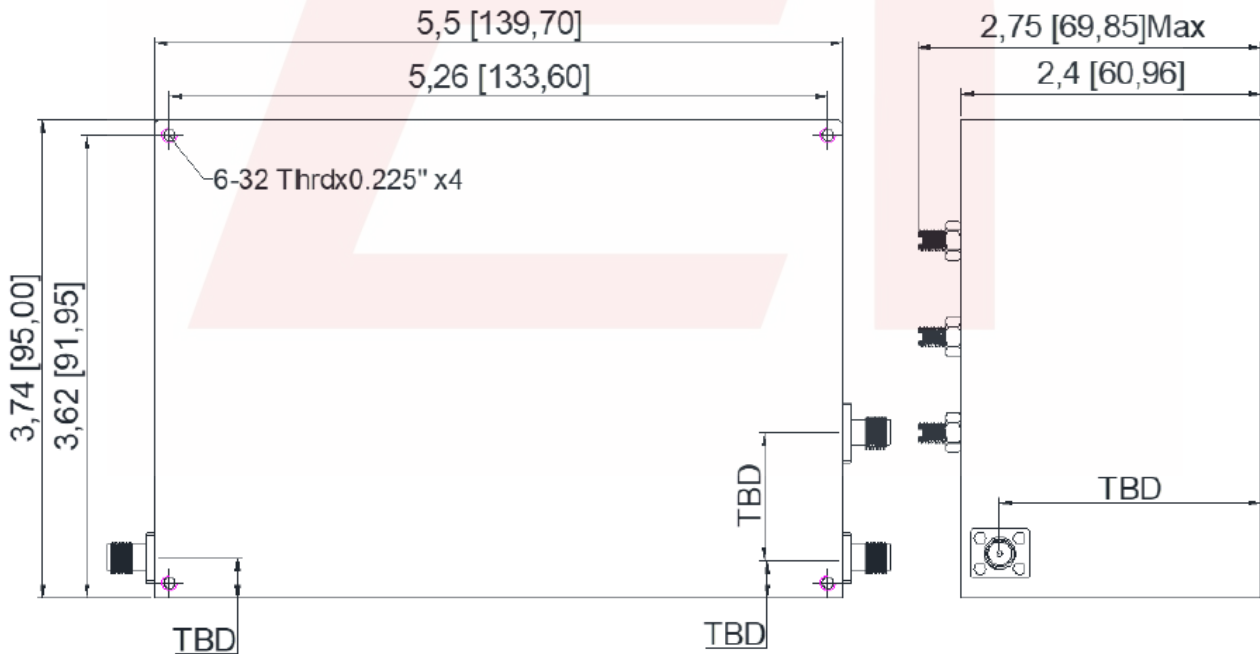 5,5 [139,70]
5,26 [133,60]
2,75 [69,85]Max
2,4 [60,96]
6-32 Thrdx0.225" x4
3,74 [95,00]
3,62 [91,95]
TBD
TBD
TBD
TBD